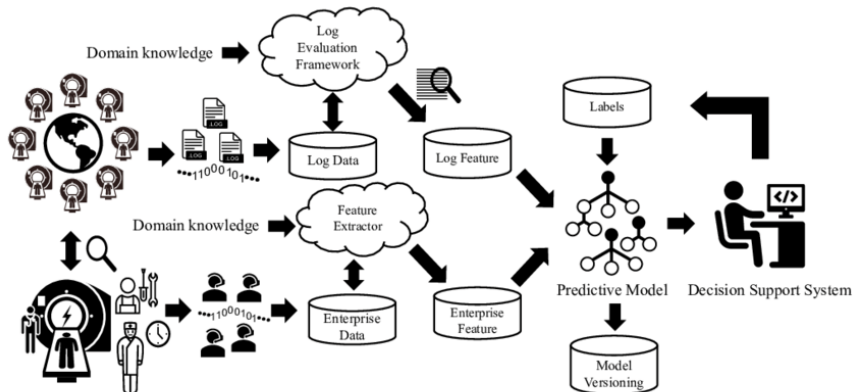 Domain knowledge
Log
Evaluation
Framework
LOG
LOG
LOG
11000101
Log Data
Log Feature
Labels
</>
Domain knowledge
Feature
Extractor
11000101
Enterprise
Data
Enterprise
Feature
Predictive Model
Decision Support System
Model
Versioning